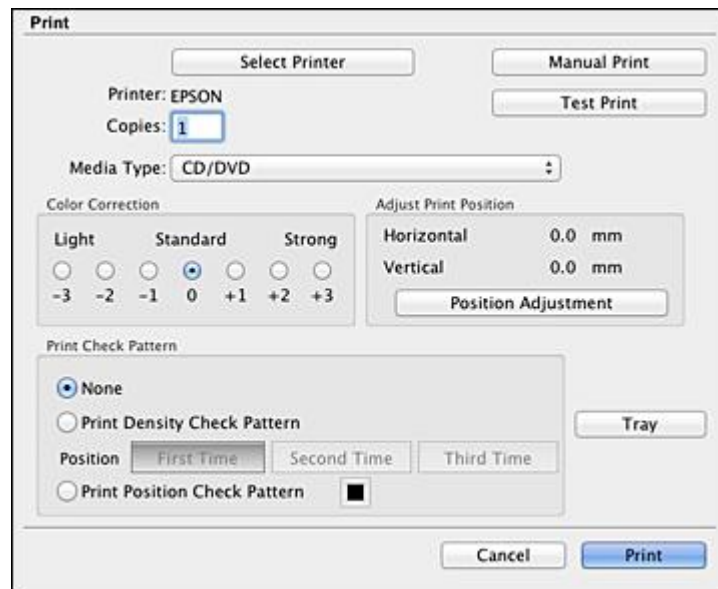 Print
Select Printer
Manual Print
Printer: EPSON
Test Print
Copies: 1
Media Type: CD/DVD
Color Correction
Light Standard Strong
-3 -2 -1 0 +1 +2 +3
Adjust Print Position
Horizontal 0.0 mm
Vertical 0.0 mm
Position Adjustment
Print Check Pattern
None
Print Density Check Pattern
Position First Time Second Time Third Time
Print Position Check Pattern
Tray
Cancel Print